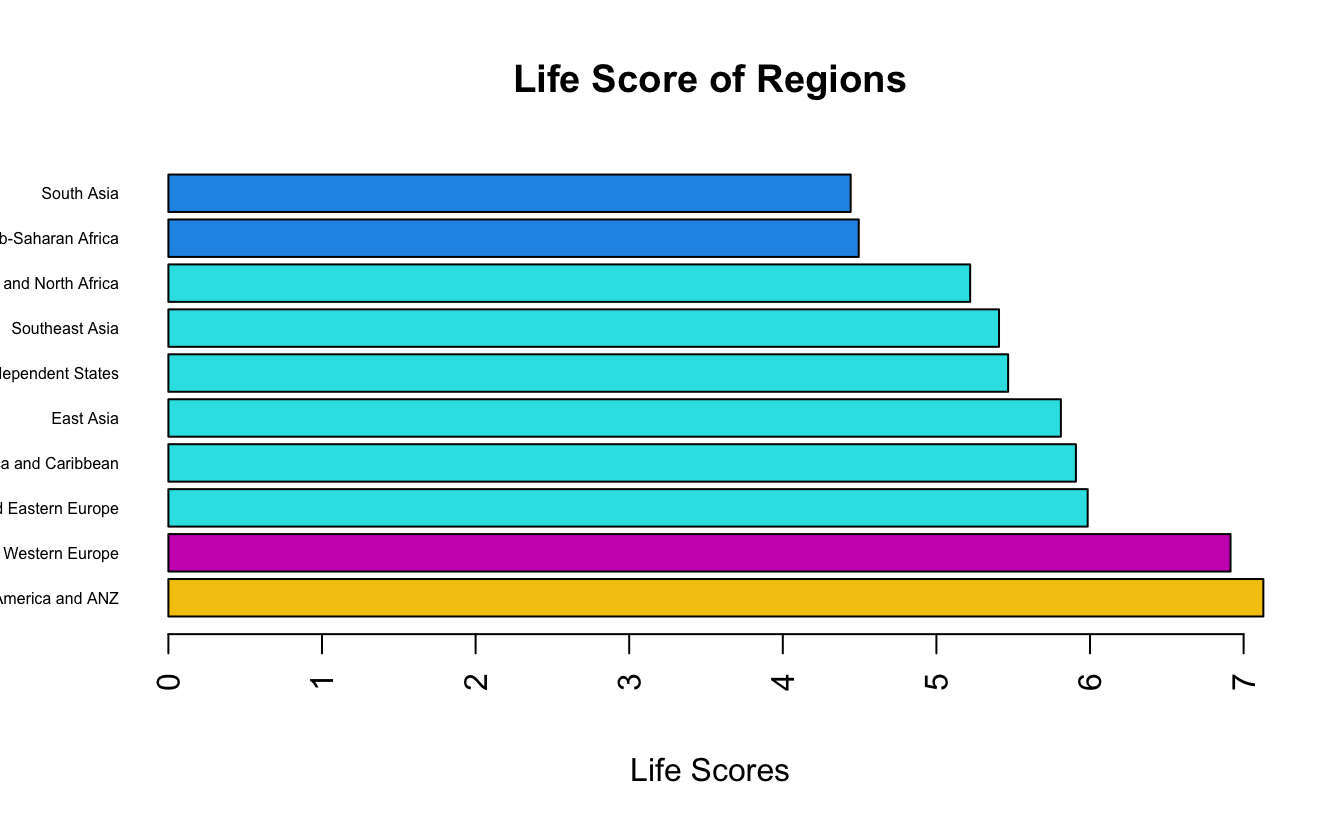 Life Score of Regions
South Asia
b-Saharan Africa
and North Africa
Southeast Asia
ependent States
East Asia
a and Caribbean
Eastern Europe
Western Europe
America and ANZ
0 1 2 3 4 5 6 7
Life Scores